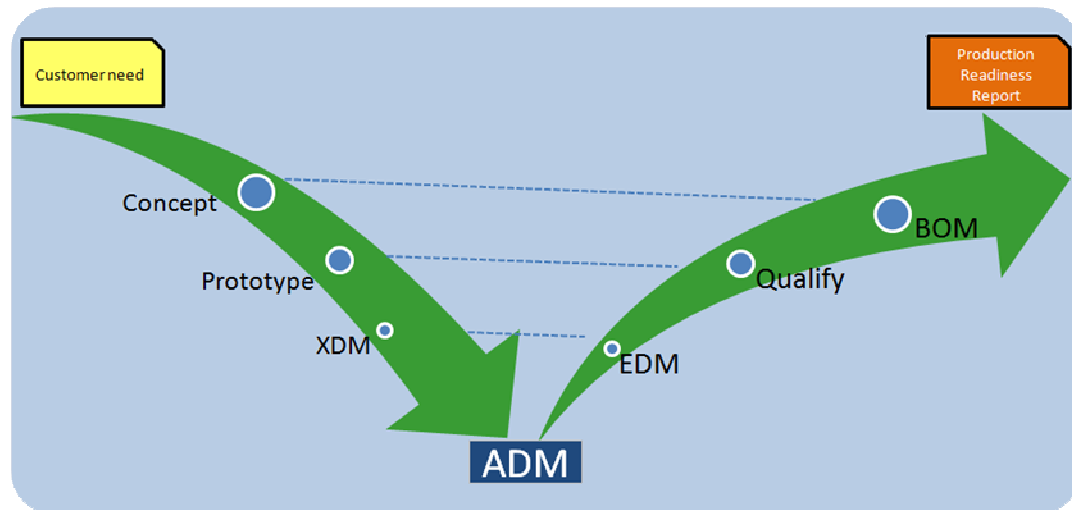 Customer need
Production
Readiness
Report
Concept
BOM
Prototype
Qualify
XDM
EDM
ADM